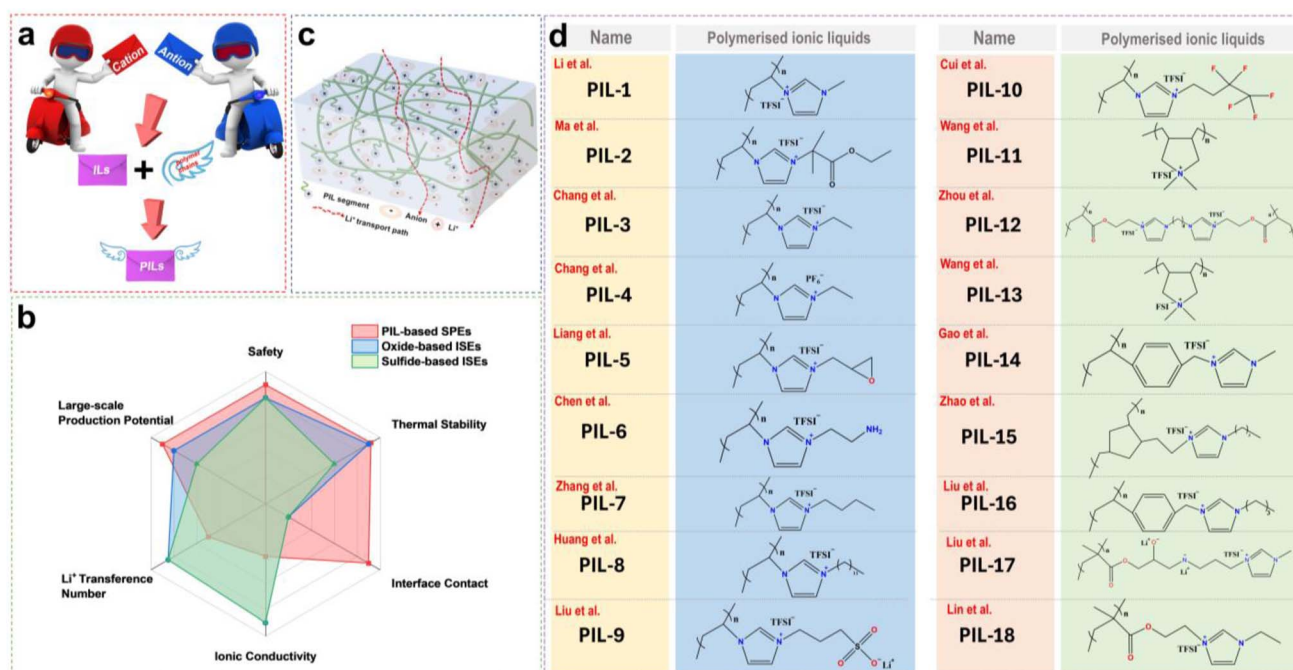 a
Cation
Antion
ILs
+
polymer
chains
PILs
c
PIL segment
Anion
Li⁺
Li⁺ transport path
b
PIL-based SPEs
Oxide-based ISEs
Sulfide-based ISEs
Safety
Thermal Stability
Interface Contact
Ionic Conductivity
Li⁺ Transference
Number
Large-scale
Production Potential
d
Name
Polymerised ionic liquids
Li et al.
PIL-1
n
N
N⁺
TFSI⁻
Ma et al.
PIL-2
n
TFSI⁻
N
N⁺
O
O
Chang et al.
PIL-3
n
TFSI⁻
N
N⁺
Chang et al.
PIL-4
n
PF₆⁻
N
N⁺
Liang et al.
PIL-5
n
TFSI⁻
N
N⁺
O
Chen et al.
PIL-6
n
TFSI⁻
N
N⁺
NH₂
Zhang et al.
PIL-7
n
TFSI⁻
N
N⁺
Huang et al.
PIL-8
n
TFSI⁻
N
N⁺
Liu et al.
PIL-9
n
TFSI⁻
N
N⁺
S
O
O
O⁻
Li⁺
Name
Polymerised ionic liquids
Cui et al.
PIL-10
n
TFSI⁻
N
N⁺
F
F
F
F
F
Wang et al.
PIL-11
n
TFSI⁻
N⁺
Zhou et al.
PIL-12
n
O
O
TFSI⁻
N⁺
N
TFSI⁻
N
N⁺
O
O
n
Wang et al.
PIL-13
n
FSI⁻
N⁺
Gao et al.
PIL-14
n
TFSI⁻
N⁺
N
Zhao et al.
PIL-15
n
TFSI⁻
N⁺
N
Liu et al.
PIL-16
n
TFSI⁻
N⁺
N
Liu et al.
PIL-17
n
Li⁺
O⁻
O
O
N⁻
Li⁺
TFSI⁻
N⁺
N
Lin et al.
PIL-18
n
O
O
TFSI⁻
N⁺
N